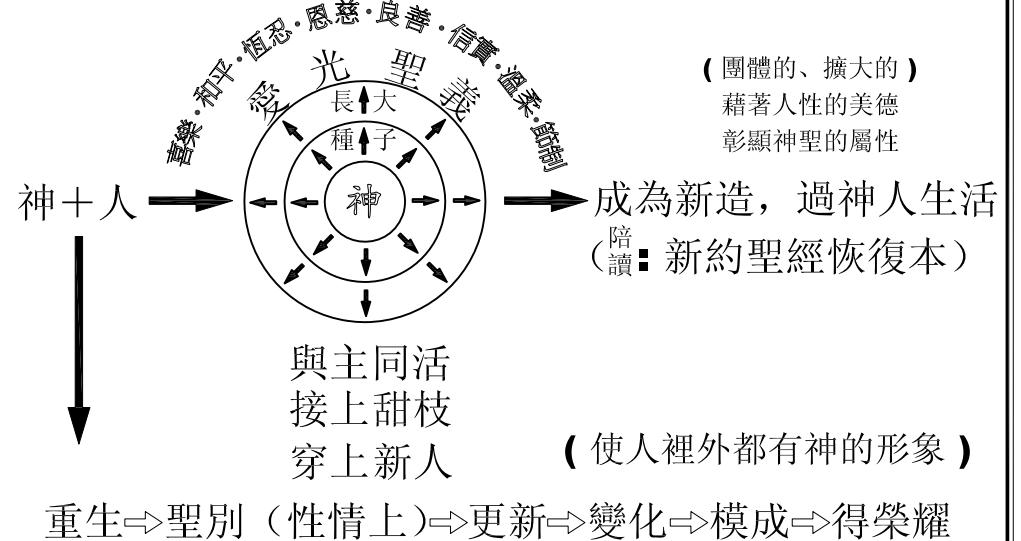 喜樂·和平·恆忍·恩慈·良善·信實·溫柔·節制
愛光聖義
長大
種子
神
(團體的、擴大的)
藉著人性的美德
彰顯神聖的屬性
神＋人
成為新造，過神人生活
（陪讀：新約聖經恢復本）
與主同活
接上甜枝
穿上新人
(使人裡外都有神的形象)
重生⇨聖別（性情上）⇨更新⇨變化⇨模成⇨得榮耀